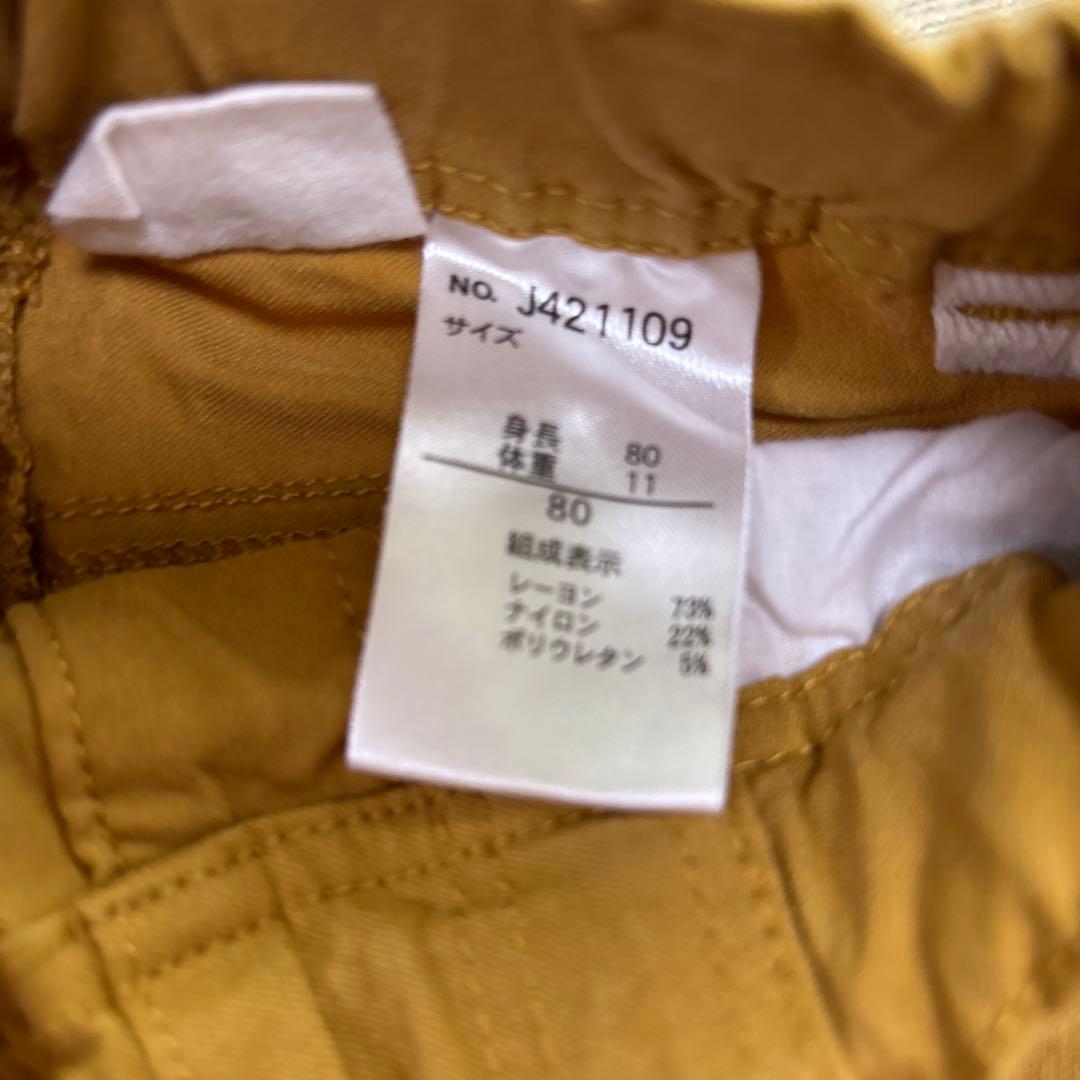 NO. J421109
サイズ
身長 80
体重 11
80
組成表示
レーヨン 73%
ナイロン 22%
ポリウレタン 5%